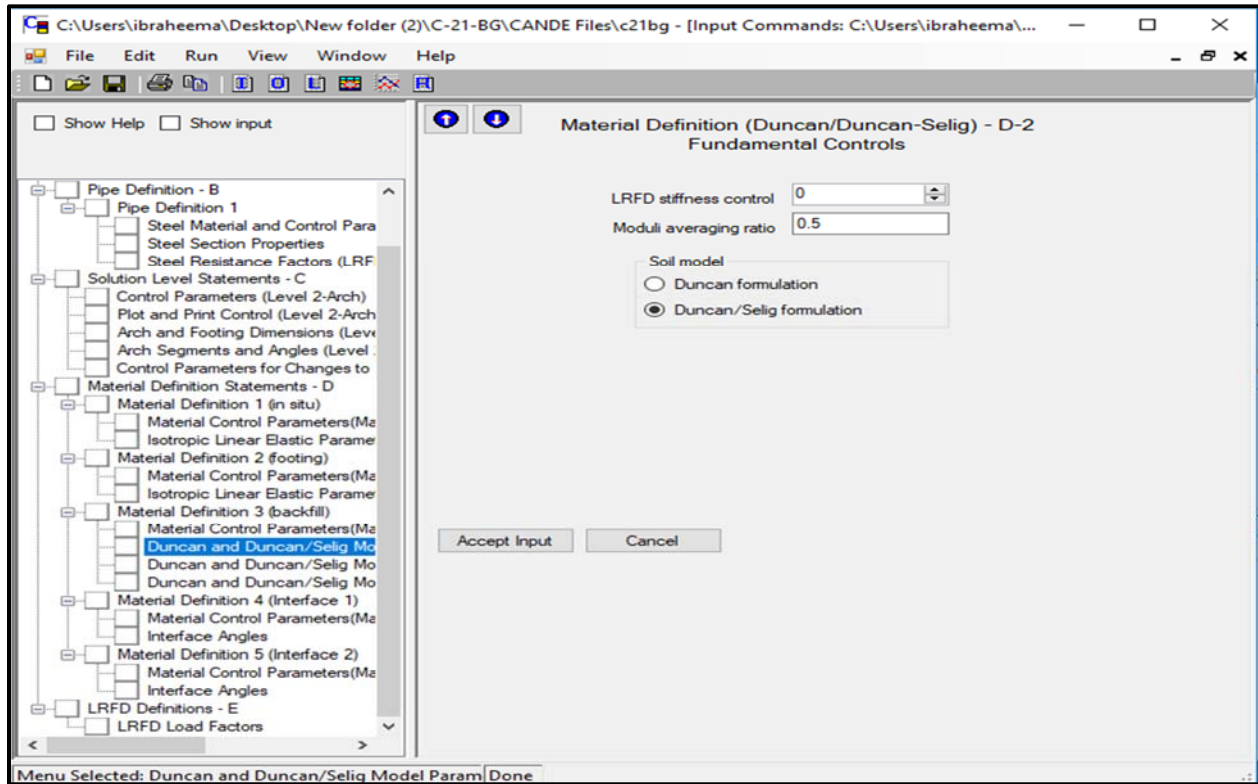 C:\Users\ibraheema\Desktop\New folder (2)\C-21-BG\CANDE Files\c21bg - [Input Commands: C:\Users\ibraheema\...
File Edit Run View Window Help
Show Help Show input
Pipe Definition - B
Pipe Definition 1
Steel Material and Control Para
Steel Section Properties
Steel Resistance Factors (LRF
Solution Level Statements - C
Control Parameters (Level 2-Arch)
Plot and Print Control (Level 2-Arch
Arch and Footing Dimensions (Leve
Arch Segments and Angles (Level
Control Parameters for Changes to
Material Definition Statements - D
Material Definition 1 (in situ)
Material Control Parameters(Ma
Isotropic Linear Elastic Parame
Material Definition 2 (footing)
Material Control Parameters(Ma
Isotropic Linear Elastic Parame
Material Definition 3 (backfill)
Material Control Parameters(Ma
Duncan and Duncan/Selig Mo
Duncan and Duncan/Selig Mo
Duncan and Duncan/Selig Mo
Material Definition 4 (Interface 1)
Material Control Parameters(Ma
Interface Angles
Material Definition 5 (Interface 2)
Material Control Parameters(Ma
Interface Angles
LRFD Definitions - E
LRFD Load Factors
Material Definition (Duncan/Duncan-Selig) - D-2
Fundamental Controls
LRFD stiffness control 0
Moduli averaging ratio 0.5
Soil model
Duncan formulation
Duncan/Selig formulation
Accept Input Cancel
Menu Selected: Duncan and Duncan/Selig Model Param Done